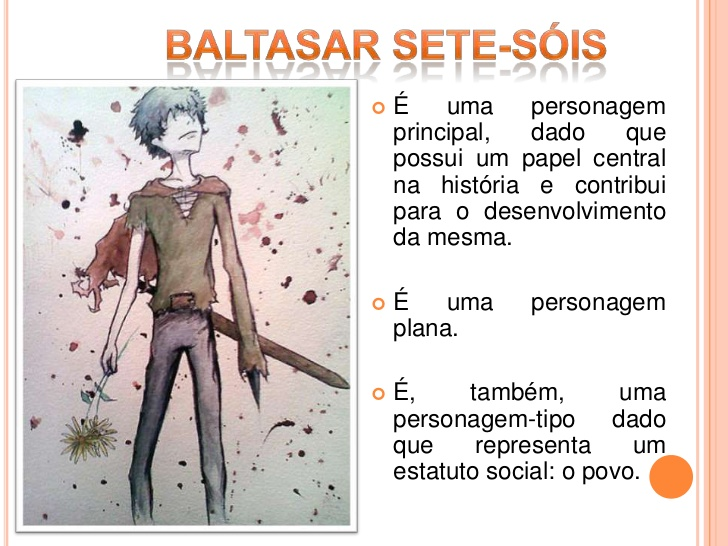 BALTASAR SETE-SÓIS
É uma personagem
principal, dado que
possui um papel central
na história e contribui
para o desenvolvimento
da mesma.
É uma personagem
plana.
É, também, uma
personagem-tipo dado
que representa um
estatuto social: o povo.